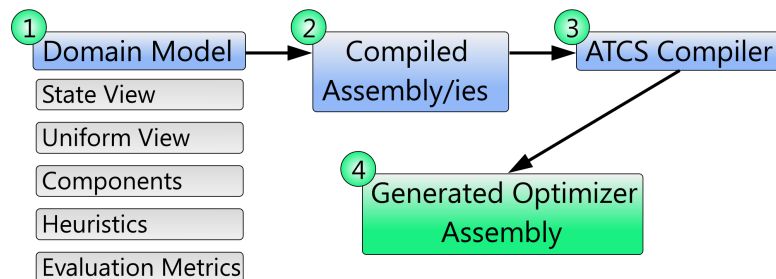 1
Domain Model
State View
Uniform View
Components
Heuristics
Evaluation Metrics
2
Compiled
Assembly/ies
3
ATCS Compiler
4
Generated Optimizer
Assembly